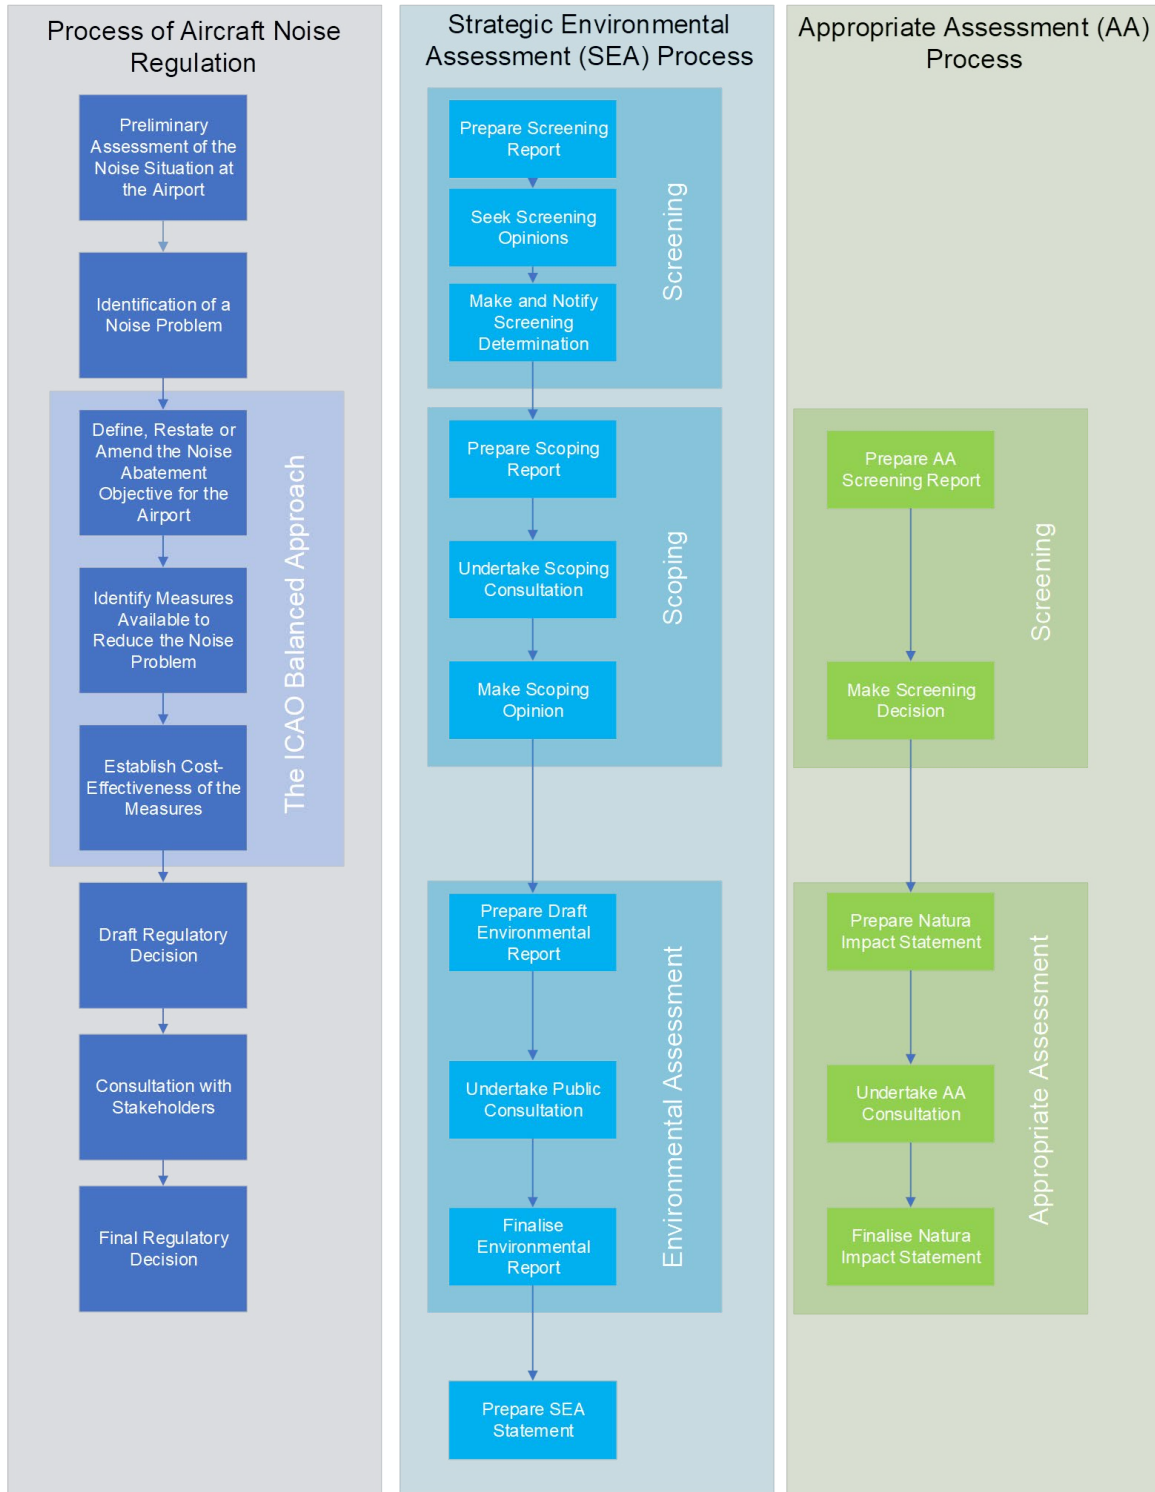 Process of Aircraft Noise
Regulation
Preliminary
Assessment of the
Noise Situation at
the Airport
Identification of a
Noise Problem
Define, Restate or
Amend the Noise
Abatement
Objective for the
Airport
Identify Measures
Available to
Reduce the Noise
Problem
Establish Cost-
Effectiveness of the
Measures
The ICAO Balanced Approach
Draft Regulatory
Decision
Consultation with
Stakeholders
Final Regulatory
Decision
Strategic Environmental
Assessment (SEA) Process
Prepare Screening
Report
Seek Screening
Opinions
Make and Notify
Screening
Determination
Screening
Prepare Scoping
Report
Undertake Scoping
Consultation
Make Scoping
Opinion
Scoping
Prepare Draft
Environmental
Report
Undertake Public
Consultation
Finalise
Environmental
Report
Environmental Assessment
Prepare SEA
Statement
Appropriate Assessment (AA)
Process
Prepare AA
Screening Report
Make Screening
Decision
Screening
Prepare Natura
Impact Statement
Undertake AA
Consultation
Finalise Natura
Impact Statement
Appropriate Assessment